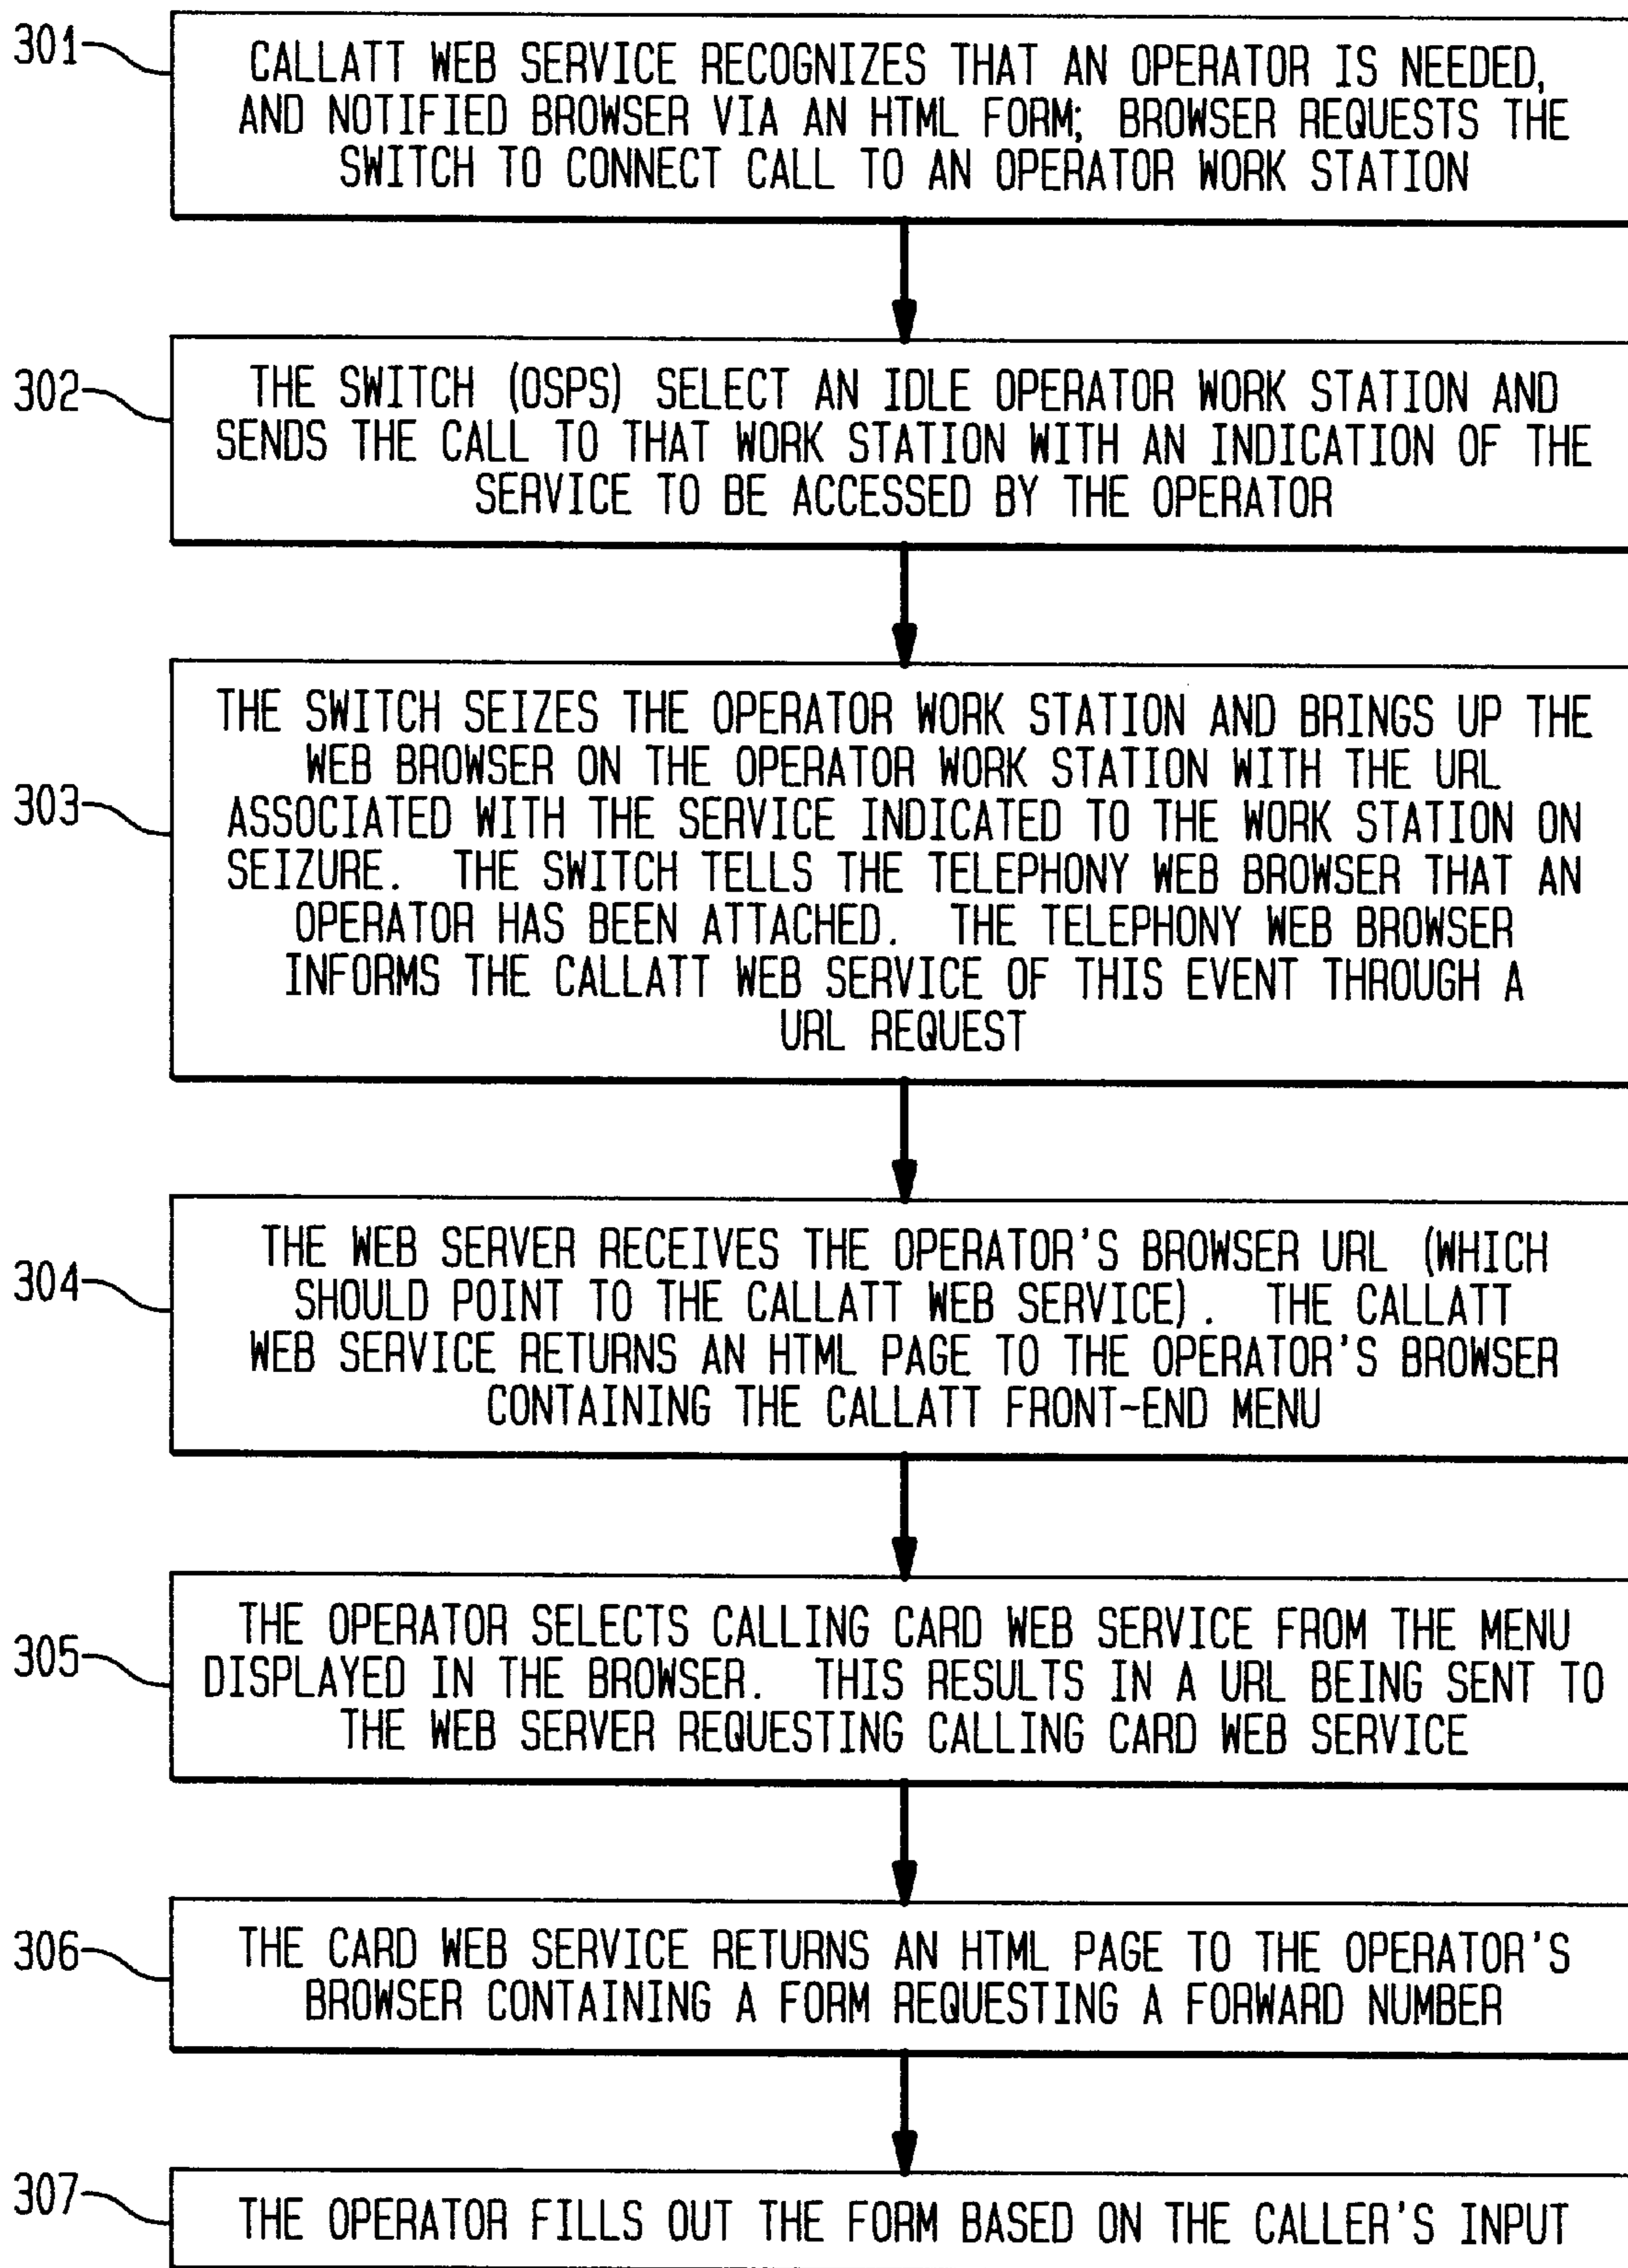 301
CALLATT WEB SERVICE RECOGNIZES THAT AN OPERATOR IS NEEDED,
AND NOTIFIED BROWSER VIA AN HTML FORM; BROWSER REQUESTS THE
SWITCH TO CONNECT CALL TO AN OPERATOR WORK STATION
302
THE SWITCH (OSPS) SELECT AN IDLE OPERATOR WORK STATION AND
SENDS THE CALL TO THAT WORK STATION WITH AN INDICATION OF THE
SERVICE TO BE ACCESSED BY THE OPERATOR
303
THE SWITCH SEIZES THE OPERATOR WORK STATION AND BRINGS UP THE
WEB BROWSER ON THE OPERATOR WORK STATION WITH THE URL
ASSOCIATED WITH THE SERVICE INDICATED TO THE WORK STATION ON
SEIZURE. THE SWITCH TELLS THE TELEPHONY WEB BROWSER THAT AN
OPERATOR HAS BEEN ATTACHED. THE TELEPHONY WEB BROWSER
INFORMS THE CALLATT WEB SERVICE OF THIS EVENT THROUGH A
URL REQUEST
304
THE WEB SERVER RECEIVES THE OPERATOR'S BROWSER URL (WHICH
SHOULD POINT TO THE CALLATT WEB SERVICE). THE CALLATT
WEB SERVICE RETURNS AN HTML PAGE TO THE OPERATOR'S BROWSER
CONTAINING THE CALLATT FRONT-END MENU
305
THE OPERATOR SELECTS CALLING CARD WEB SERVICE FROM THE MENU
DISPLAYED IN THE BROWSER. THIS RESULTS IN A URL BEING SENT TO
THE WEB SERVER REQUESTING CALLING CARD WEB SERVICE
306
THE CARD WEB SERVICE RETURNS AN HTML PAGE TO THE OPERATOR'S
BROWSER CONTAINING A FORM REQUESTING A FORWARD NUMBER
307
THE OPERATOR FILLS OUT THE FORM BASED ON THE CALLER'S INPUT